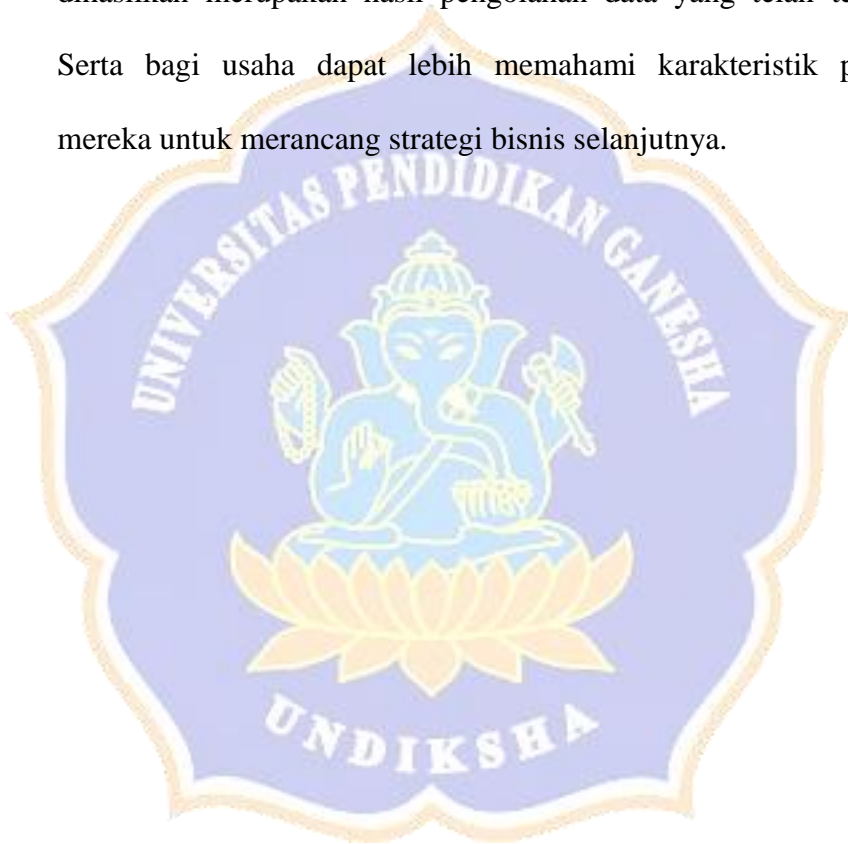 merupakan hasil pengolahan data yang telah
Serta bagi usaha dapat lebih memahami karakteristik
mereka untuk merancang strategi bisnis selanjutnya.
UNIVERSITAS PENDIDIKAN GANESHA
UNDIKSHA